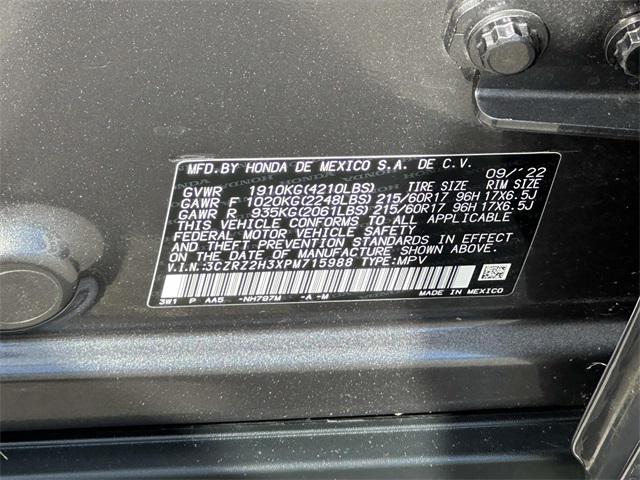 MFD.BY HONDA DE MEXICO S.A. DE C.V.
09/'22
GVWR 1910KG(4210LBS) TIRE SIZE RIM SIZE
GAWR F 1020KG(2248LBS) 215/60R17 96H 17X6.5J
GAWR R 935KG(2061LBS) 215/60R17 96H 17X6.5J
THIS VEHICLE CONFORMS TO ALL APPLICABLE
FEDERAL MOTOR VEHICLE SAFETY
AND THEFT PREVENTION STANDARDS IN EFFECT
ON THE DATE OF MANUFACTURE SHOWN ABOVE.
V.I.N.:3CZRZ2H3XPM715988 TYPE:MPV
3W1 P AA5 -NH797M -A -M MADE IN MEXICO